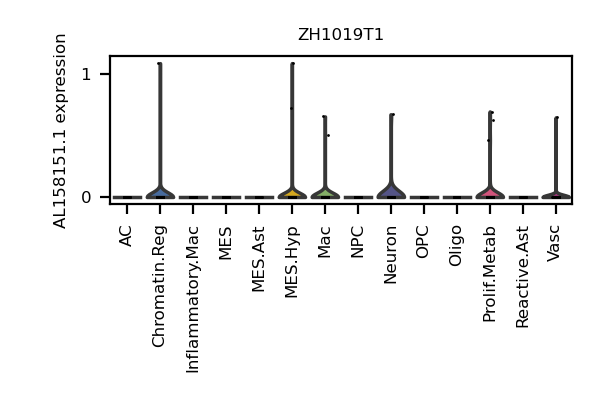 ZH1019T1
AL158151.1 expression
1
0
AC
Chromatin.Reg
Inflammatory.Mac
MES
MES.Ast
MES.Hyp
Mac
NPC
Neuron
OPC
Oligo
Prolif.Metab
Reactive.Ast
Vasc